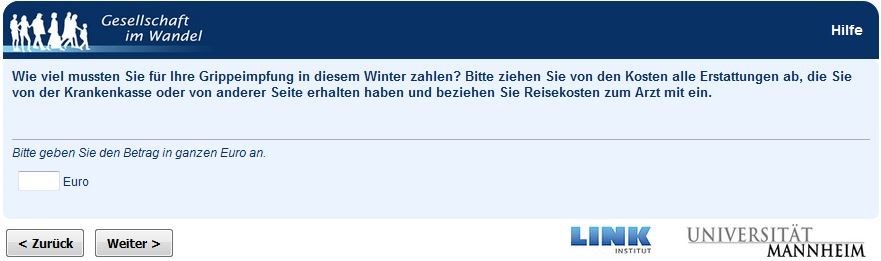 Gesellschaft
im Wandel
Hilfe
Wie viel mussten Sie für Ihre Grippeimpfung in diesem Winter zahlen? Bitte ziehen Sie von den Kosten alle Erstattungen ab, die Sie
von der Krankenkasse oder von anderer Seite erhalten haben und beziehen Sie Reisekosten zum Arzt mit ein.
Bitte geben Sie den Betrag in ganzen Euro an.
Euro
< Zurück
Weiter >
LINK
INSTITUT
UNIVERSITÄT
MANNHEIM